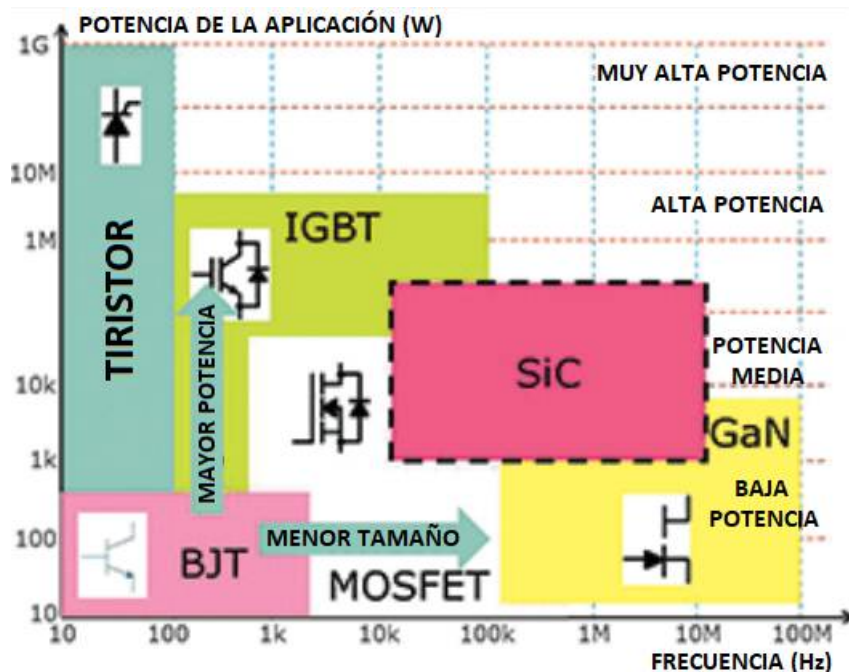 POTENCIA DE LA APLICACIÓN (W)
1G
MUY ALTA POTENCIA
10M
IGBT
ALTA POTENCIA
1M
TIRISTOR
MAYOR POTENCIA
SiC
POTENCIA
MEDIA
10k
GaN
1k
BAJA
POTENCIA
100
MENOR TAMAÑO
BJT
MOSFET
10
10
100
1k
10k
100k
1M
10M
100M
FRECUENCIA (Hz)